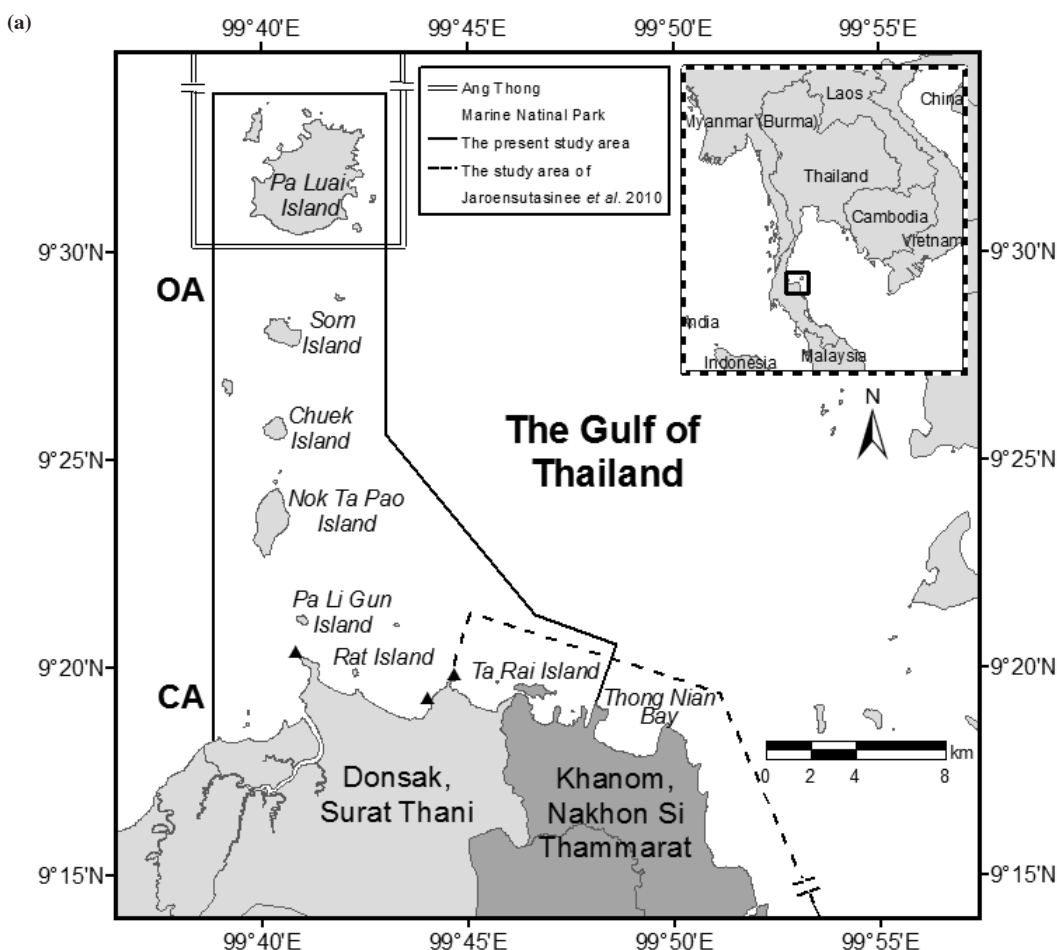 (a)
99°40'E 99°45'E 99°50'E 99°55'E
Ang Thong
Marine Natinal Park
The present study area
The study area of
Jaroensutasinee et al. 2010
Laos
China
Myanmar (Burma)
Thailand
Cambodia
Vietnam
India
Malaysia
Indonesia
Pa Luai
Island
9°30'N 9°30'N
OA
Som
Island
N
Chuek
Island
The Gulf of
Thailand
9°25'N 9°25'N
Nok Ta Pao
Island
Pa Li Gun
Island
Rat Island
9°20'N 9°20'N
Ta Rai Island
CA
Thong Nian
Bay
km
0 2 4 8
Donsak,
Surat Thani
Khanom,
Nakhon Si
Thammarat
9°15'N 9°15'N
99°40'E 99°45'E 99°50'E 99°55'E